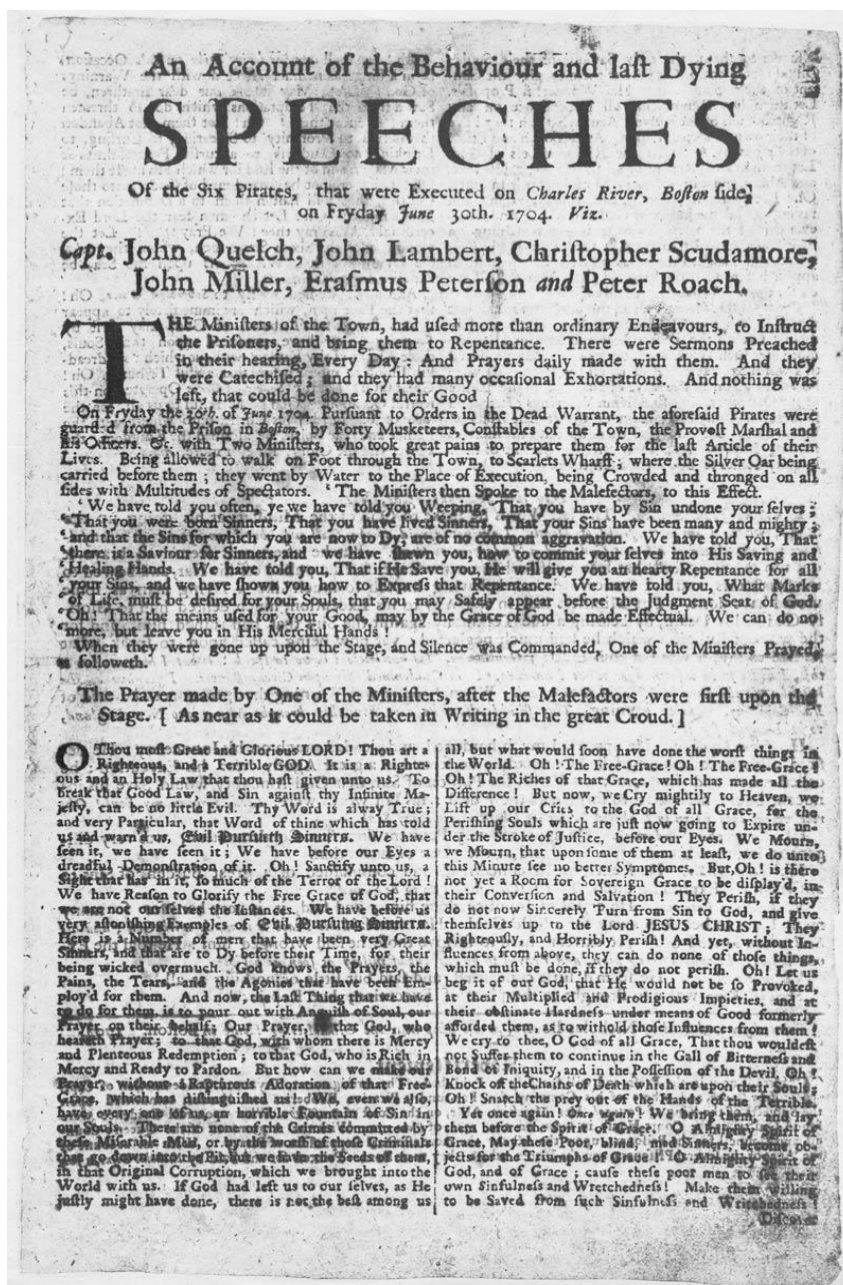 An Account of the Behaviour and laſt Dying
SPEECHES
Of the Six Pirates, that were Executed on Charles River, Boſton ſide,
on Fryday June 30th. 1704. Viz.
Capt. John Quelch, John Lambert, Chriſtopher Scudamore,
John Miller, Eraſmus Peterſon and Peter Roach.
THE Miniſters of the Town, had uſed more than ordinary Endeavours, to Inſtruct
the Priſoners, and bring them to Repentance. There were Sermons Preached
in their hearing, Every Day: And Prayers daily made with them. And they
were Catechiſed; and they had many occaſional Exhortations. And nothing was
left, that could be done for their Good
On Fryday the 30th. of June 1704. Purſuant to Orders in the Dead Warrant, the aforeſaid Pirates were
guard'd from the Priſon in Boſton, by Forty Muſketeers, Conſtables of the Town, the Provoſt Marſhal and
his Officers. &c. with Two Miniſters, who took great pains to prepare them for the laſt Article of their
Lives. Being allowed to walk on Foot through the Town, to Scarlets Wharff; where the Silver Oar being
carried before them; they went by Water to the Place of Execution, being Crowded and thronged on all
ſides with Multitudes of Spectators. ' The Miniſters then Spoke to the Malefectors, to this Effect.
' We have told you often, ye we have told you Weeping, That you have by Sin undone your ſelves;
' That you were born Sinners, That you have lived Sinners, That your Sins have been many and mighty;
' and that the Sins for which you are now to Dy, are of no common aggravation. We have told you, That
' there is a Saviour for Sinners, and we have ſhewn you, how to commit your ſelves into His Saving and
' Healing Hands. We have told you, That if He Save you, He will give you an hearty Repentance for all
' your Sins, and we have ſhown you how to Expreſs that Repentance. We have told you, What Marks
' of Life, muſt be deſired for your Souls, that you may Safely appear before the Judgment Seat of God.
' Oh! That the means uſed for your Good, may by the Grace of God be made Effectual. We can do no
' more, but leave you in His Merciful Hands!
When they were gone up upon the Stage, and Silence was Commanded, One of the Miniſters Prayed,
as followeth.
The Prayer made by One of the Miniſters, after the Malefactors were firſt upon the
Stage. [ As near as it could be taken in Writing in the great Croud. ]
O Thou moſt Great and Glorious LORD! Thou art a
Righteous, and a Terrible GOD. It is a Righte-
ous and an Holy Law that thou haſt given unto us. To
Break that Good Law, and Sin againſt thy Infinite Ma-
jeſty, can be no little Evil. Thy Word is alway True;
and very Particular, that Word of thine which has told
us and warn'd us, Evil Purſueth Sinners. We have
ſeen it, we have ſeen it; We have before our Eyes a
dreadful Demonſtration of it. Oh! Sanctify unto us, a
Sight that has in it, ſo much of the Terror of the Lord!
We have Reaſon to Glorify the Free Grace of God, that
we are not our ſelves the Inſtances. We have before us
very aſtoniſhing Exemples of Evil Purſuing Sinners.
Here is a Number of men that have been very Great
Sinners, and that are to Dy before their Time, for their
being wicked overmuch. God knows the Prayers, the
Pains, the Tears, and the Agonies that have been Em-
ploy'd for them. And now, the Laſt Thing that we have
to do for them, is to pour out with Anguiſh of Soul, our
Prayer on their behalf; Our Prayer, to that God, who
heareth Prayer; to that God, with whom there is Mercy
and Plenteous Redemption; to that God, who is Rich in
Mercy and Ready to Pardon. But how can we make our
Prayer, without a Rapturous Adoration of that Free-
Grace, which has diſtinguiſhed us! We, even we alſo,
have every one of us, an horrible Fountain of Sin in
our Souls. There are none of the Crimes committed by
theſe Miſerable Men, or by the worſt of thoſe Criminals
that go down into the Pit, but we have the Seeds of them,
in that Original Corruption, which we brought into the
World with us. If God had left us to our ſelves, as He
juſtly might have done, there is not the beſt among us
all, but what would ſoon have done the worſt things in
the World. Oh! The Free-Grace! Oh! The Free-Grace!
Oh! The Riches of that Grace, which has made all the
Difference! But now, we Cry mightily to Heaven, we
Lift up our Cries to the God of all Grace, for the
Periſhing Souls which are juſt now going to Expire un-
der the Stroke of Juſtice, before our Eyes. We Mourn,
we Mourn, that upon ſome of them at leaſt, we do unto
this Minute ſee no better Symptomes. But, Oh! is there
not yet a Room for Sovereign Grace to be diſplay'd, in
their Converſion and Salvation! They Periſh, if they
do not now Sincerely Turn from Sin to God, and give
themſelves up to the Lord JESUS CHRIST; They
Righteouſly, and Horribly Periſh! And yet, without In-
fluences from above, they can do none of thoſe things,
which muſt be done, if they do not periſh. Oh! Let us
beg it of our God, that He would not be ſo Provoked,
at their Multiplied and Prodigious Impieties, and at
their obſtinate Hardneſs under means of Good formerly
afforded them, as to withold thoſe Influences from them!
We cry to thee, O God of all Grace, That thou wouldeſt
not Suffer them to continue in the Gall of Bitterneſs and
Bond of Iniquity, and in the Poſſeſſion of the Devil. Oh!
Knock off the Chains of Death which are upon their Souls;
Oh! Snatch the prey out of the Hands of the Terrible.
Yet once again! Once again! We bring them, and lay
them before the Spirit of Grace. O Almighty Spirit of
Grace, May theſe Poor, blind, mad Sinners, become ob-
jects for the Triumphs of Grace! O Almighty Spirit of
God, and of Grace; cauſe theſe poor men to ſee their
own ſinfulneſs and Wretchedneſs! Make them willing
to be Saved from ſuch Sinfulneſs and Wretchedneſs!
Diſcover